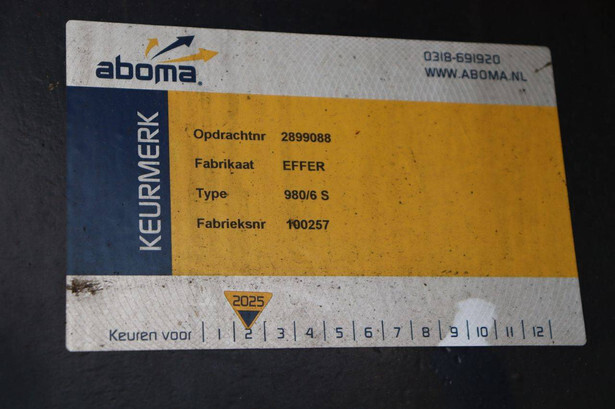 aboma
0318-691920
WWW.ABOMA.NL
KEURMERK
Opdrachtnr 2899088
Fabrikaat EFFER
Type 980/6 S
Fabrieksnr 100257
2025
Keuren voor | 1 | 2 | 3 | 4 | 5 | 6 | 7 | 8 | 9 | 10 | 11 | 12 |